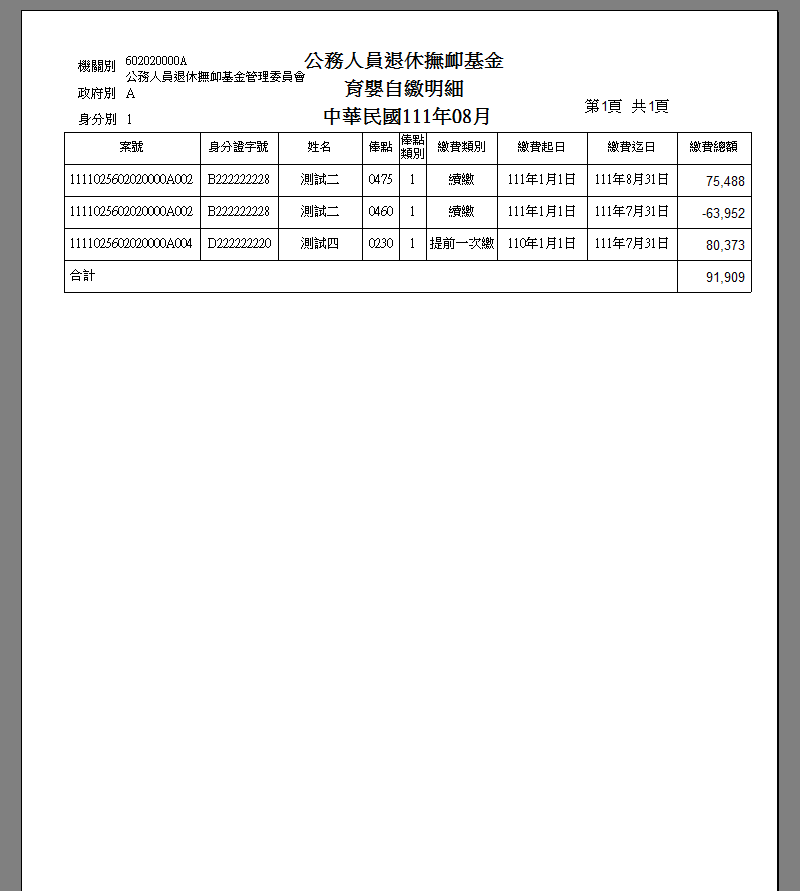 機關別 602020000A
公務人員退休撫卹基金管理委員會
政府別 A
身分別 1
公務人員退休撫卹基金
育嬰自繳明細
中華民國111年08月
第1頁 共1頁
案號 身分證字號 姓名 俸點 俸點類別 繳費類別 繳費起日 繳費迄日 繳費總額
1111025602020000A002 B222222228 測試二 0475 1 續繳 111年1月1日 111年8月31日 75,488
1111025602020000A002 B222222228 測試二 0460 1 續繳 111年1月1日 111年7月31日 -63,952
1111025602020000A004 D222222220 測試四 0230 1 提前一次繳 110年1月1日 111年7月31日 80,373
合計 91,909